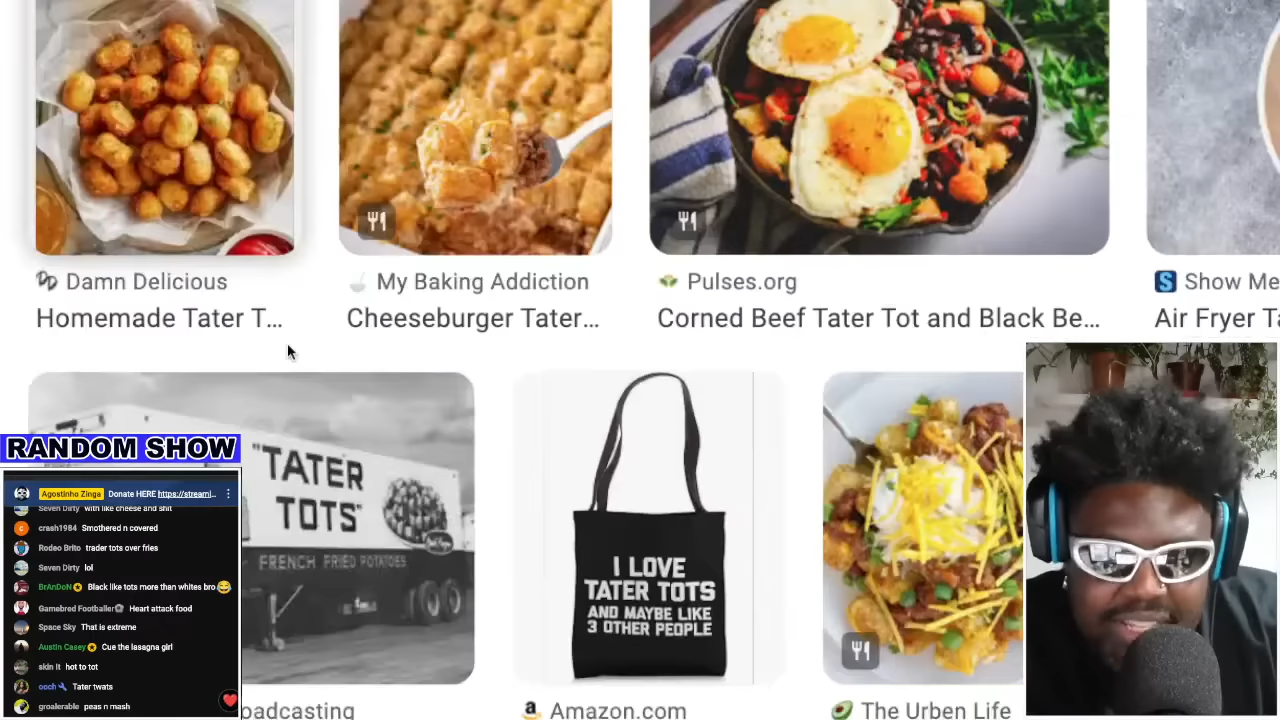 Damn Delicious
Homemade Tater T...
My Baking Addiction
Cheeseburger Tater...
Pulses.org
Corned Beef Tater Tot and Black Be...
S Show Me
Air Fryer Ta
"TATER
TOTS"
FRENCH FRIED POTATOES
oadcasting
I LOVE
TATER TOTS
AND MAYBE LIKE
3 OTHER PEOPLE
a Amazon.com
The Urben Life
RANDOM SHOW
Agostinho Zinga Donate HERE https://streaml...
Seven Dirty with like cheese and shit
crash1984 Smothered n covered
Rodeo Brito trader tots over fries
Seven Dirty lol
BrAnDoN Black like tots more than whites bro😂
Gamebred Footballer Heart attack food
Space Sky That is extreme
Austin Casey Cue the lasagna girl
skin it hot to tot
ooch Tater twats
groalerable peas n mash